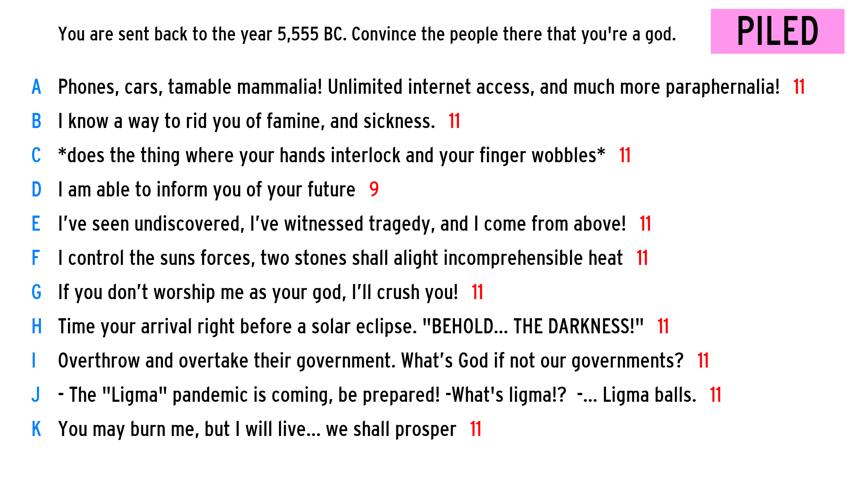 You are sent back to the year 5,555 BC. Convince the people there that you're a god.
PILED
A Phones, cars, tamable mammalia! Unlimited internet access, and much more paraphernalia! 11
B I know a way to rid you of famine, and sickness. 11
C *does the thing where your hands interlock and your finger wobbles* 11
D I am able to inform you of your future 9
E I've seen undiscovered, I've witnessed tragedy, and I come from above! 11
F I control the suns forces, two stones shall alight incomprehensible heat 11
G If you don't worship me as your god, I'll crush you! 11
H Time your arrival right before a solar eclipse. "BEHOLD... THE DARKNESS!" 11
I Overthrow and overtake their government. What's God if not our governments? 11
J - The "Ligma" pandemic is coming, be prepared! -What's ligma!? -... Ligma balls. 11
K You may burn me, but I will live... we shall prosper 11